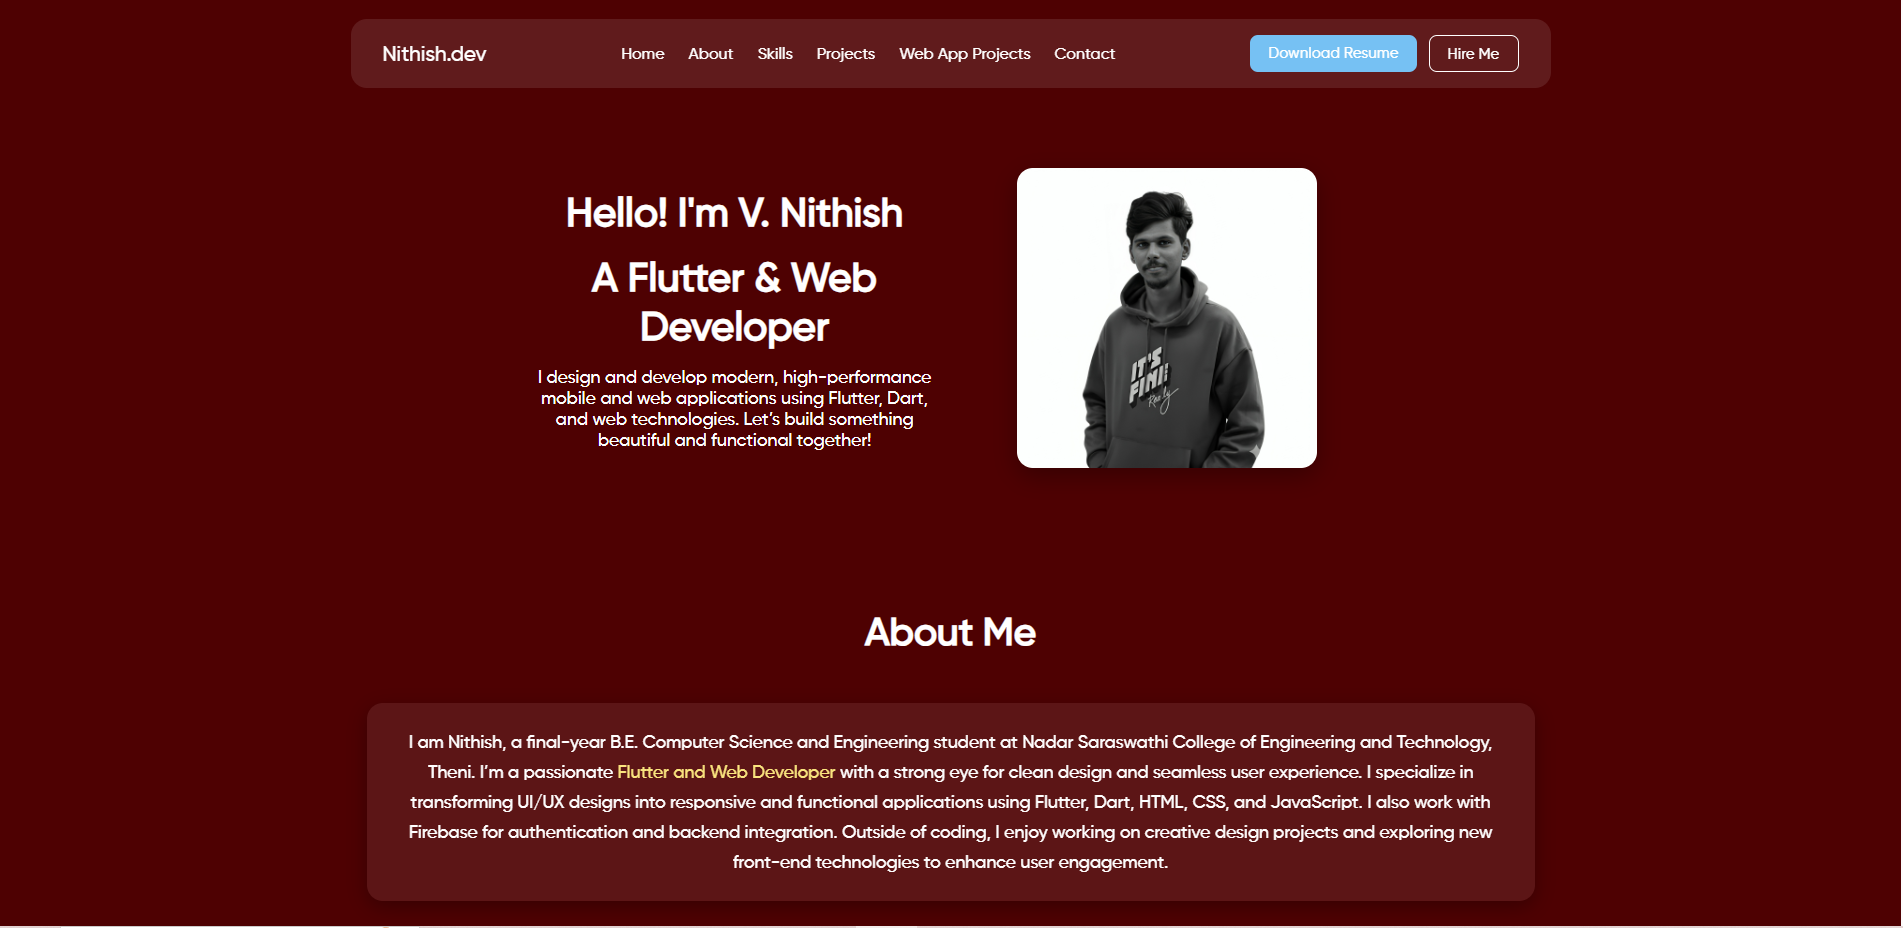 Nithish.dev
Home About Skills Projects Web App Projects Contact
Download Resume Hire Me
Hello! I'm V. Nithish
A Flutter & Web
Developer
I design and develop modern, high-performance
mobile and web applications using Flutter, Dart,
and web technologies. Let’s build something
beautiful and functional together!
IT'S
FINE
About Me
I am Nithish, a final-year B.E. Computer Science and Engineering student at Nadar Saraswathi College of Engineering and Technology,
Theni. I’m a passionate Flutter and Web Developer with a strong eye for clean design and seamless user experience. I specialize in
transforming UI/UX designs into responsive and functional applications using Flutter, Dart, HTML, CSS, and JavaScript. I also work with
Firebase for authentication and backend integration. Outside of coding, I enjoy working on creative design projects and exploring new
front-end technologies to enhance user engagement.